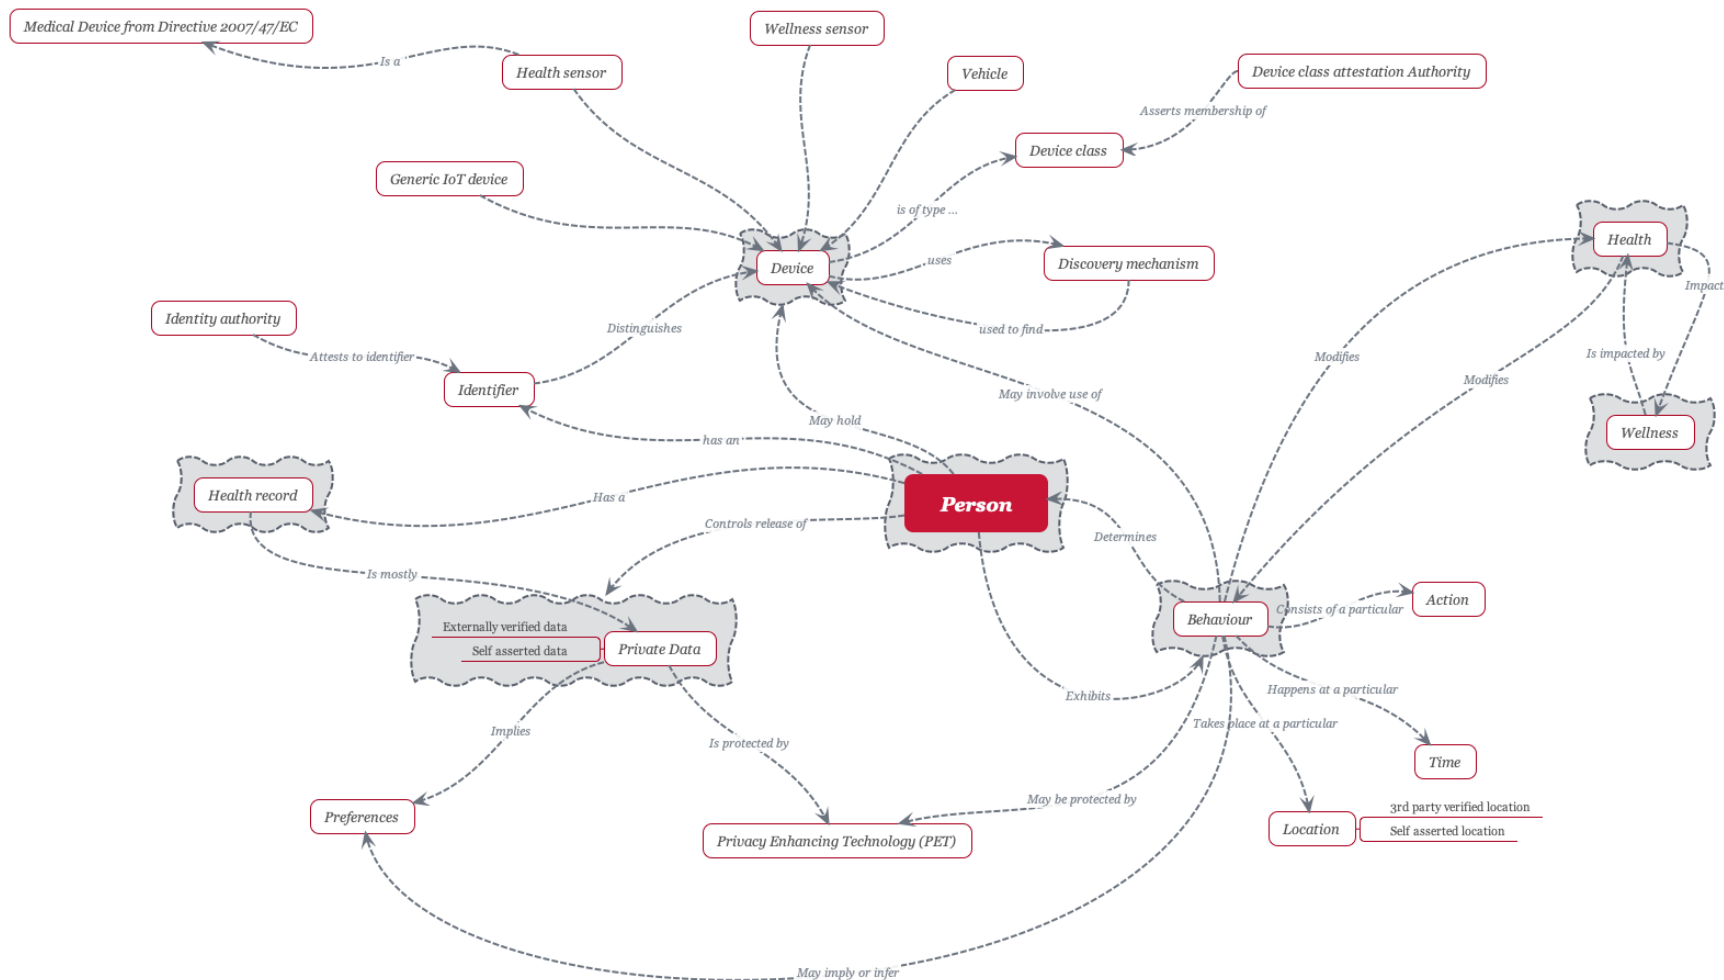 Medical Device from Directive 2007/47/EC
Wellness sensor
Is a
Health sensor
Vehicle
Device class attestation Authority
Asserts membership of
Device class
Generic IoT device
is of type ...
Health
Device
uses
Discovery mechanism
Impact
Identity authority
Distinguishes
used to find
Attests to identifier
Modifies
Is impacted by
Identifier
May involve use of
Modifies
May hold
has an
Wellness
Health record
Has a
Person
Controls release of
Determines
Is mostly
Consists of a particular
Action
Externally verified data
Self asserted data
Private Data
Behaviour
Exhibits
Happens at a particular
Implies
Is protected by
Takes place at a particular
Time
May be protected by
Preferences
Privacy Enhancing Technology (PET)
Location
3rd party verified location
Self asserted location
May imply or infer